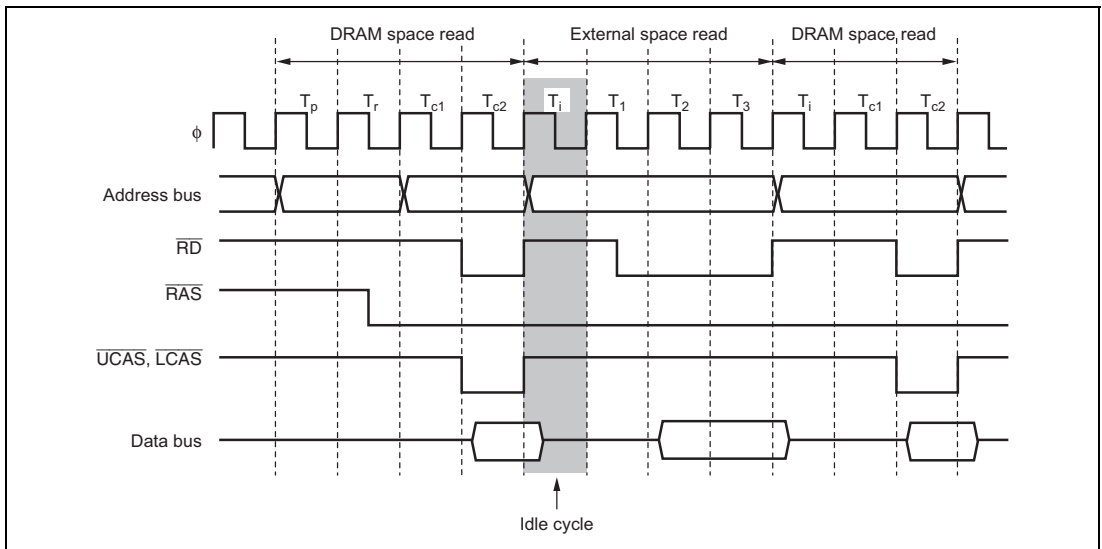 DRAM space read External space read DRAM space read
Tp Tr Tc1 Tc2 Ti T1 T2 T3 Ti Tc1 Tc2
ϕ
Address bus
RD
RAS
UCAS, LCAS
Data bus
Idle cycle